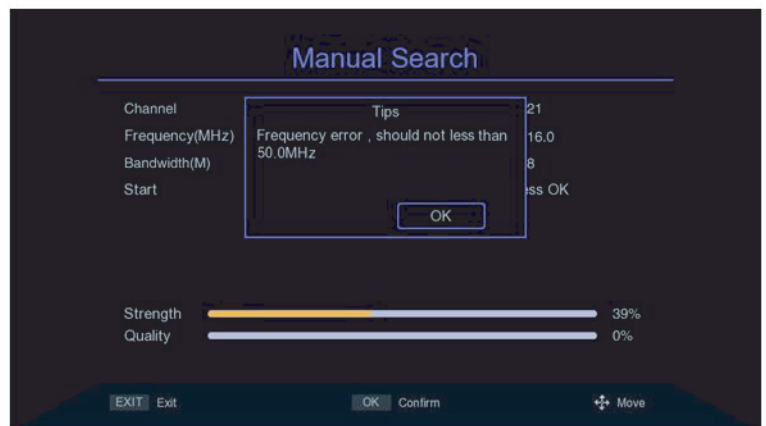 Manual Search
Channel
21
Tips
Frequency(MHz)
16.0
Frequency error , should not less than
50.0MHz
Bandwidth(M)
8
Start
ess OK
OK
Strength
39%
Quality
0%
EXIT Exit
OK Confirm
Move